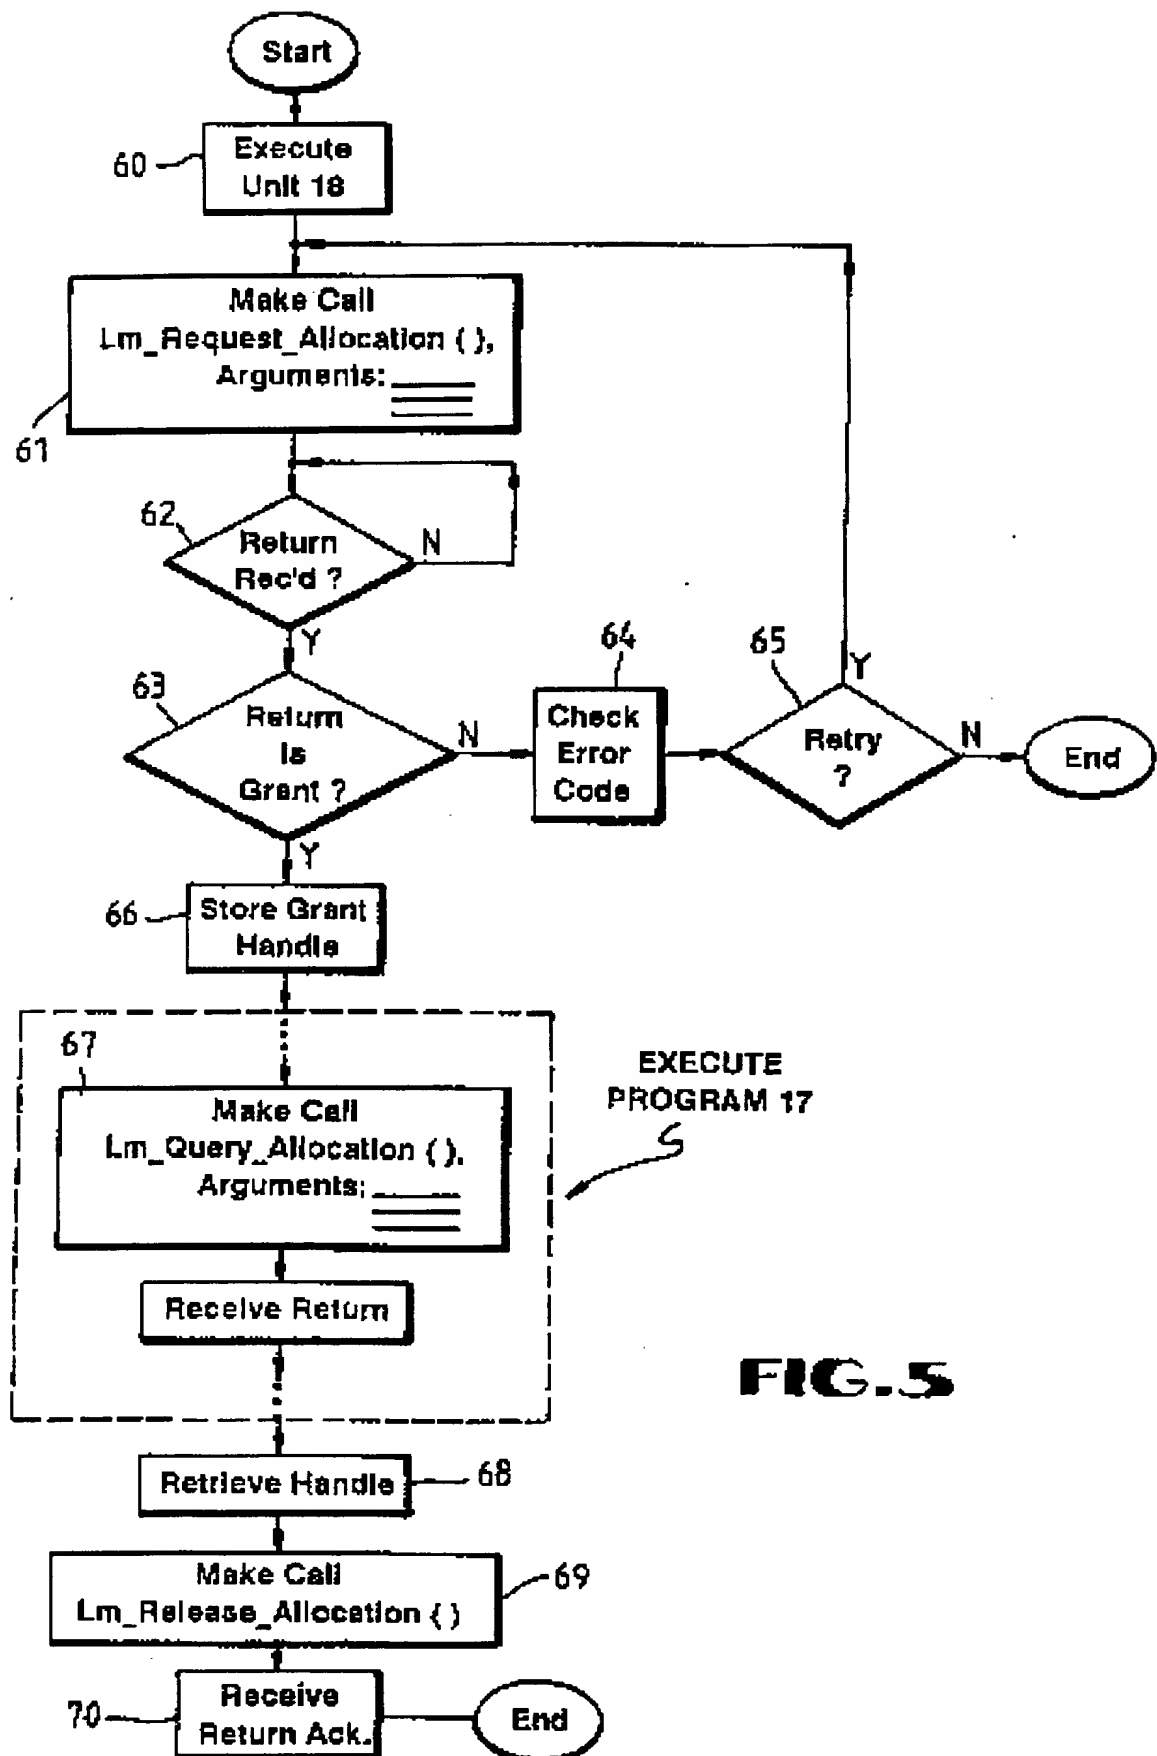 Start
60
Execute
Unit 18
Make Call
Lm_Request_Allocation ( ),
Arguments:
61
62
Return
Rec'd ?
N
Y
63
Return
is
Grant ?
N
Y
64
Check
Error
Code
65
Retry
?
Y
N
End
66
Store Grant
Handle
67
Make Call
Lm_Query_Allocation ( ),
Arguments:
Receive Return
EXECUTE
PROGRAM 17
FIG.5
Retrieve Handle
68
Make Call
Lm_Release_Allocation ( )
69
70
Receive
Return Ack.
End